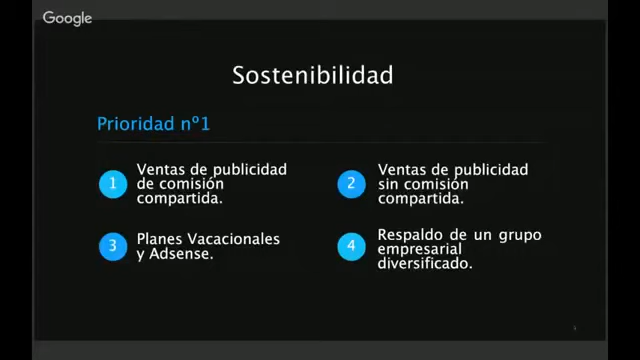 Google
Sostenibilidad
Prioridad nº1
1
Ventas de publicidad
de comisión
compartida.
2
Ventas de publicidad
sin comisión
compartida.
3
Planes Vacacionales
y Adsense.
4
Respaldo de un grupo
empresarial
diversificado.